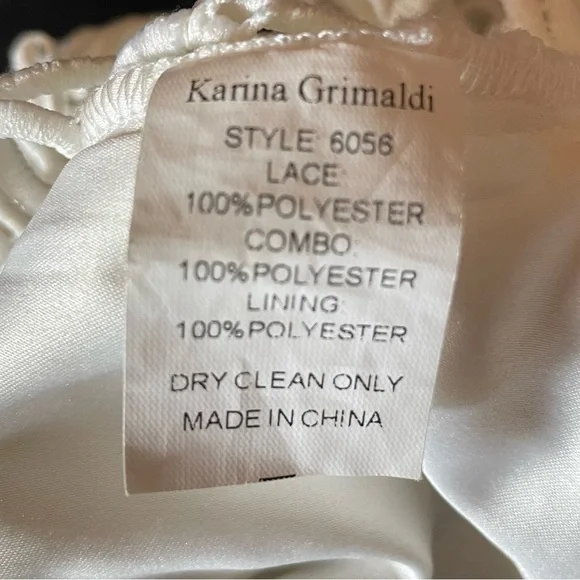 Karina Grimaldi
STYLE: 6056
LACE:
100%POLYESTER
COMBO:
100%POLYESTER
LINING:
100%POLYESTER
DRY CLEAN ONLY
MADE IN CHINA